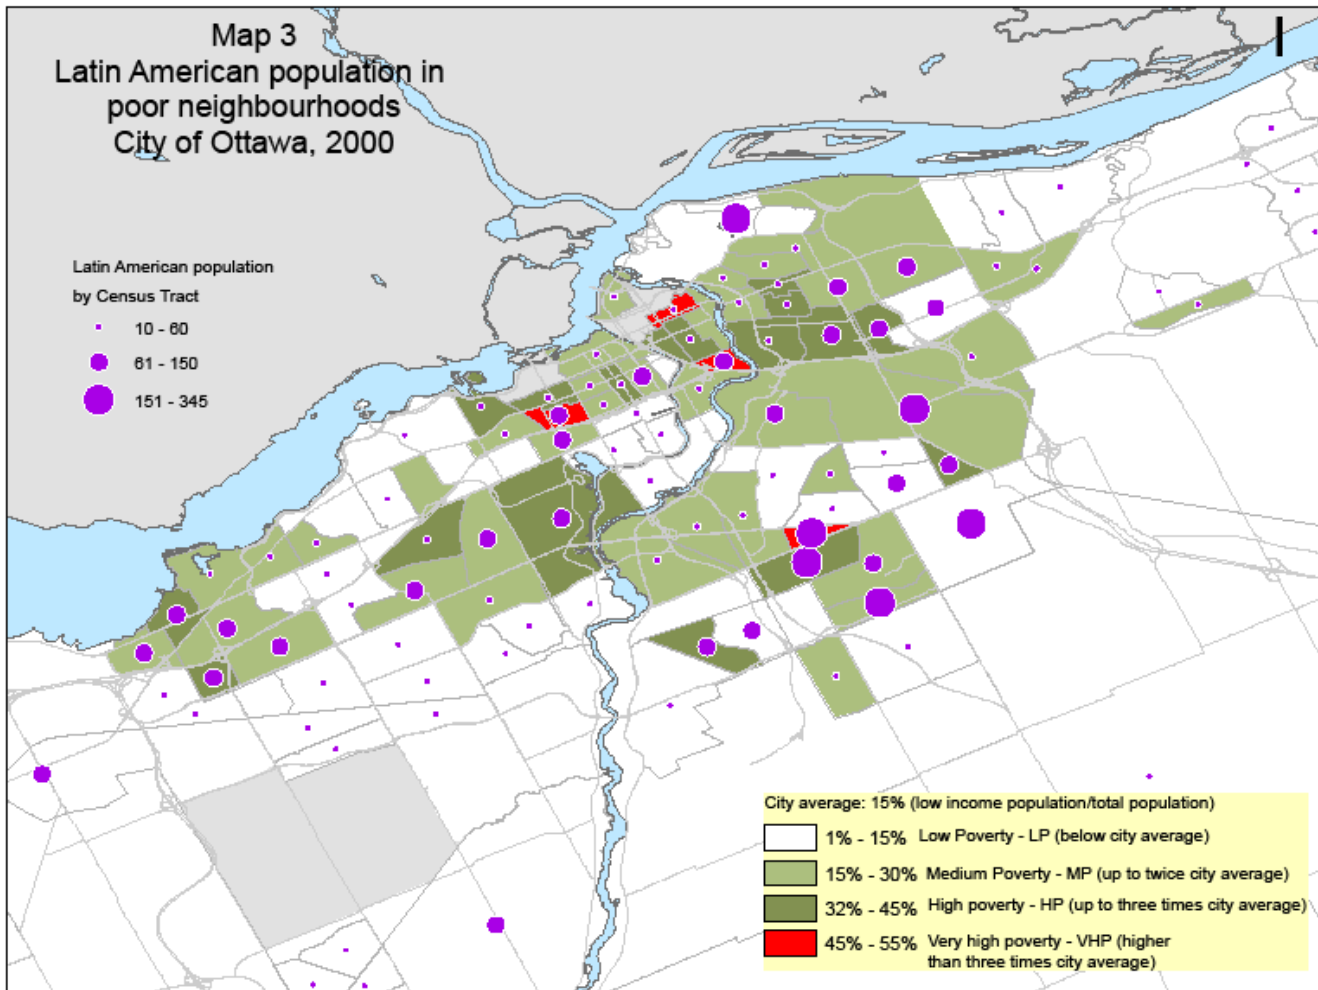 Map 3
Latin American population in
poor neighbourhoods
City of Ottawa, 2000
Latin American population
by Census Tract
10 - 60
61 - 150
151 - 345
City average: 15% (low income population/total population)
1% - 15% Low Poverty - LP (below city average)
15% - 30% Medium Poverty - MP (up to twice city average)
32% - 45% High poverty - HP (up to three times city average)
45% - 55% Very high poverty - VHP (higher
than three times city average)